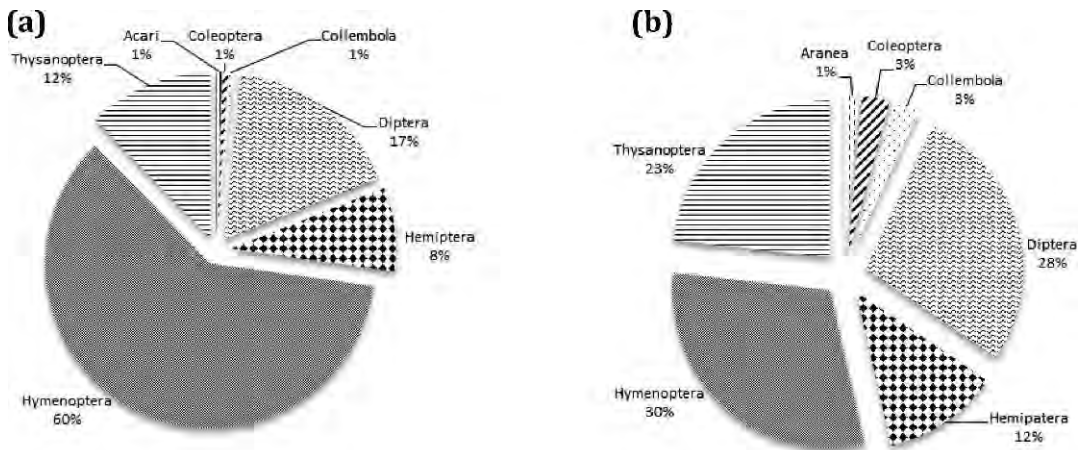 (a)
Acari
1%
Coleoptera
1%
Collembola
1%
Thysanoptera
12%
Diptera
17%
Hemiptera
8%
Hymenoptera
60%
(b)
Aranea
1%
Coleoptera
3%
Collembola
3%
Thysanoptera
23%
Diptera
28%
Hymenoptera
30%
Hemipatera
12%